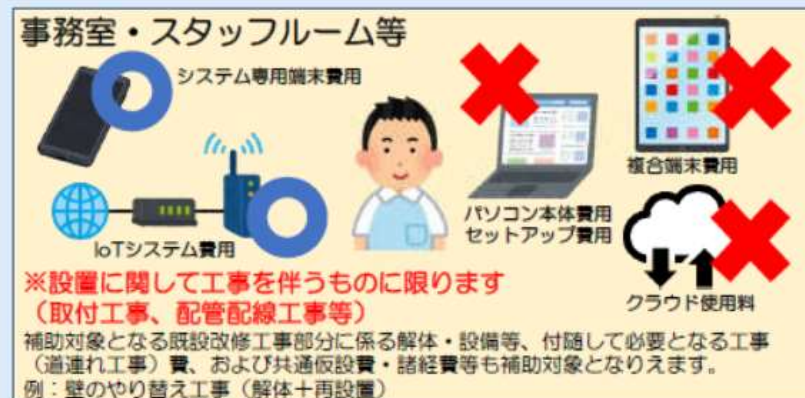 事務室・スタッフルーム等
システム専用端末費用
複合端末費用
パソコン本体費用
セットアップ費用
IoTシステム費用
クラウド使用料
※設置に関して工事を伴うものに限ります
（取付工事、配管配線工事等）
補助対象となる既設改修工事部分に係る解体・設備等、付随して必要となる工事
（道連れ工事）費、および共通仮設費・諸経費等も補助対象となりえます。
例：壁のやり替え工事（解体＋再設置）